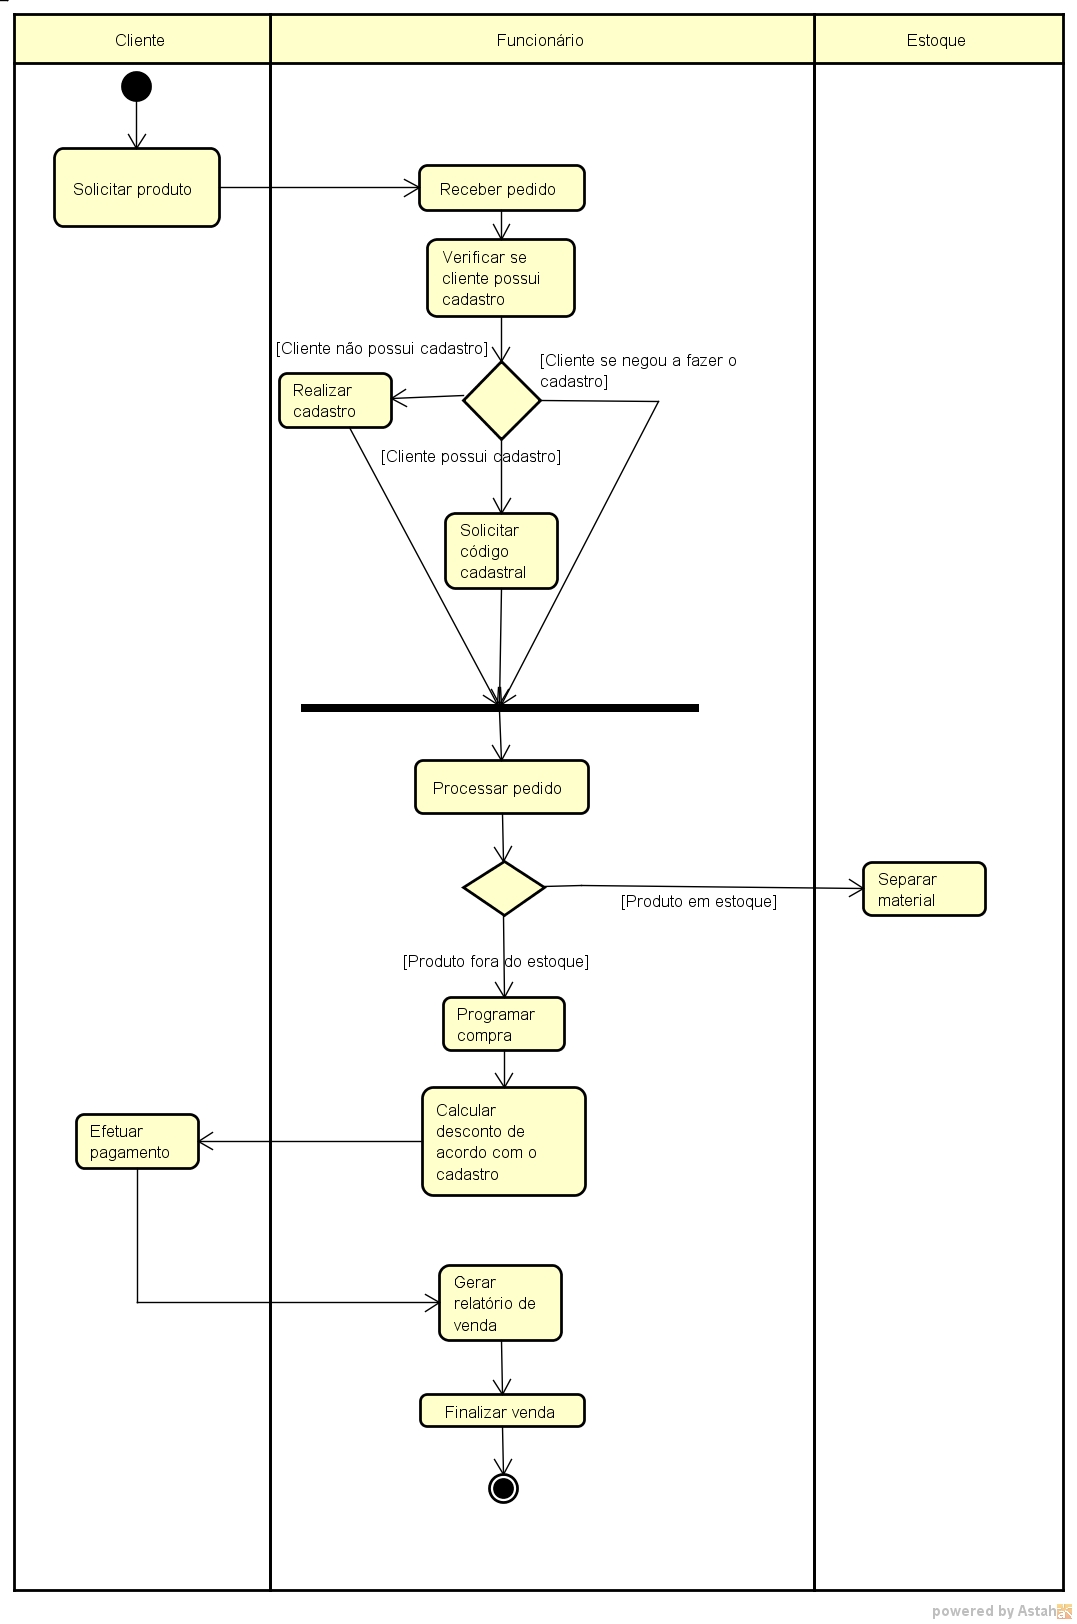 Cliente
Funcionário
Estoque
Solicitar produto
Receber pedido
Verificar se
cliente possui
cadastro
[Cliente não possui cadastro]
[Cliente se negou a fazer o
cadastro]
Realizar
cadastro
[Cliente possui cadastro]
Solicitar
código
cadastral
Processar pedido
Separar
material
[Produto em estoque]
[Produto fora do estoque]
Programar
compra
Calcular
desconto de
acordo com o
cadastro
Efetuar
pagamento
Gerar
relatório de
venda
Finalizar venda
powered by Astah